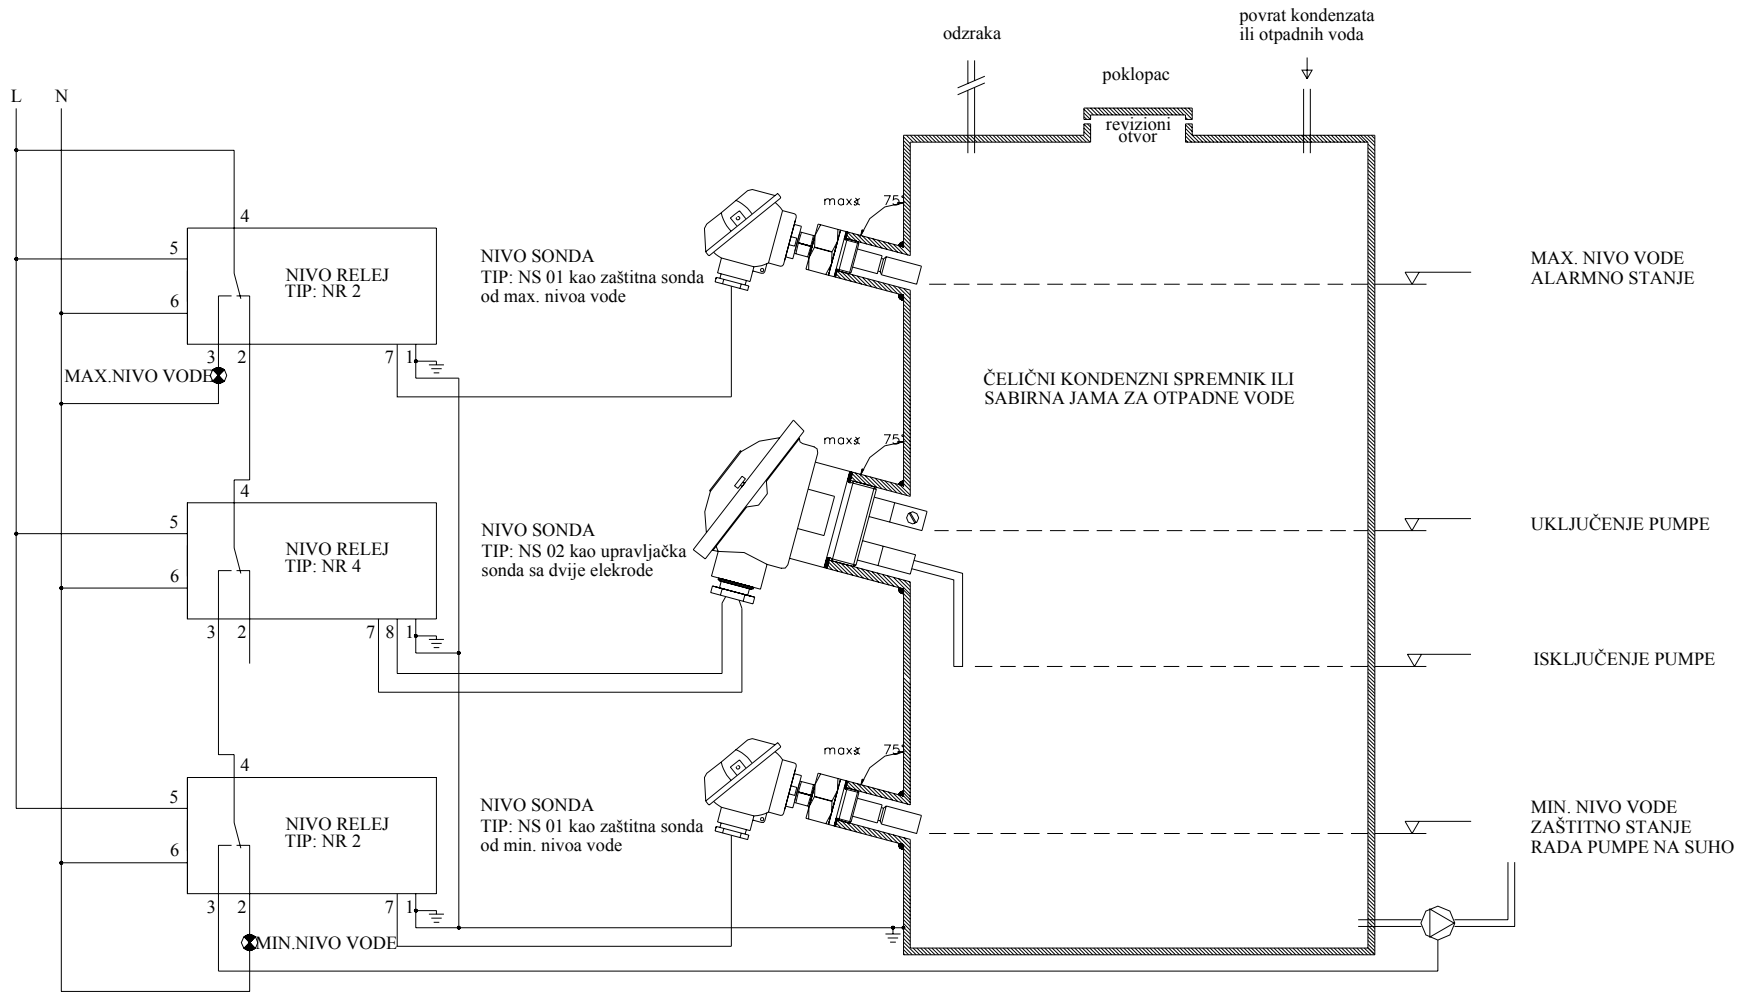 povrat kondenzata
ili otpadnih voda
odzraka
poklopac
L
N
revizioni
otvor
4
5
6
NIVO RELEJ
TIP: NR 2
3
2
7
1
MAX.NIVO VODE
NIVO SONDA
TIP: NS 01 kao zaštitna sonda
od max. nivoa vode
maxx 75°
MAX. NIVO VODE
ALARMNO STANJE
ČELIČNI KONDENZNI SPREMNIK ILI
SABIRNA JAMA ZA OTPADNE VODE
4
5
6
NIVO RELEJ
TIP: NR 4
3
2
7
8
1
NIVO SONDA
TIP: NS 02 kao upravljačka
sonda sa dvije elekrode
maxx 75°
UKLJUČENJE PUMPE
ISKLJUČENJE PUMPE
4
5
6
NIVO RELEJ
TIP: NR 2
3
2
7
1
MIN.NIVO VODE
NIVO SONDA
TIP: NS 01 kao zaštitna sonda
od min. nivoa vode
maxx 75°
MIN. NIVO VODE
ZAŠTITNO STANJE
RADA PUMPE NA SUHO